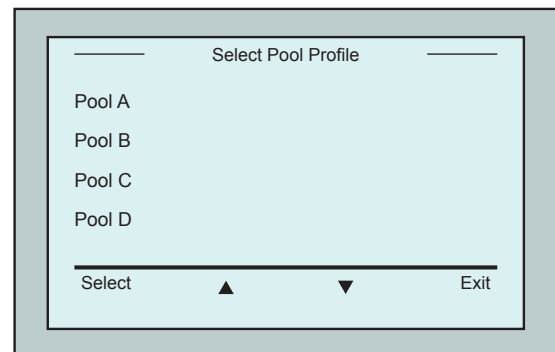 Select Pool Profile
Pool A
Pool B
Pool C
Pool D
Select ▲ ▼ Exit